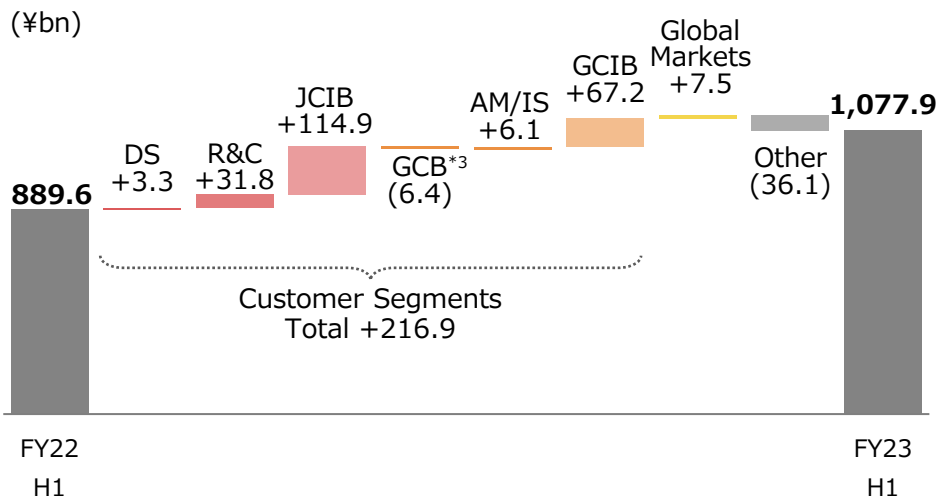 (¥bn)
889.6
DS
+3.3
R&C
+31.8
JCIB
+114.9
GCB*3
(6.4)
AM/IS
+6.1
GCIB
+67.2
Global
Markets
+7.5
Other
(36.1)
1,077.9
Customer Segments
Total +216.9
FY22
H1
FY23
H1